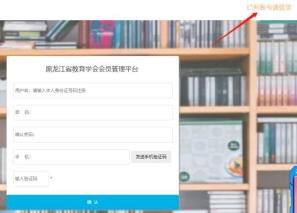 已有账号请登录
黑龙江省教育学会会员管理平台
用户名：请输入本人身份证号码注册
密 码：
确认密码：
手 机：
发送手机验证码
输入验证码
*
确 认